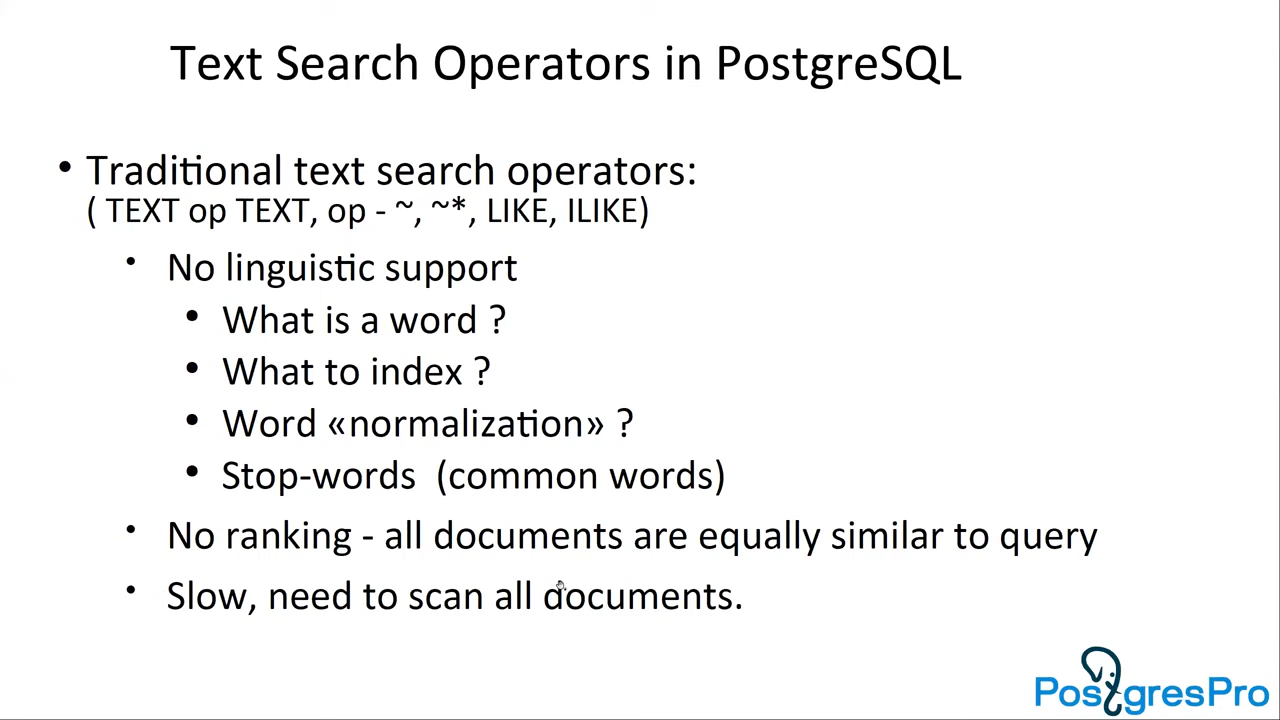 Text Search Operators in PostgreSQL
• Traditional text search operators:
( TEXT op TEXT, op - ~, ~*, LIKE, ILIKE)
• No linguistic support
• What is a word ?
• What to index ?
• Word «normalization» ?
• Stop-words  (common words)
• No ranking - all documents are equally similar to query
• Slow, need to scan all documents.
PostgresPro